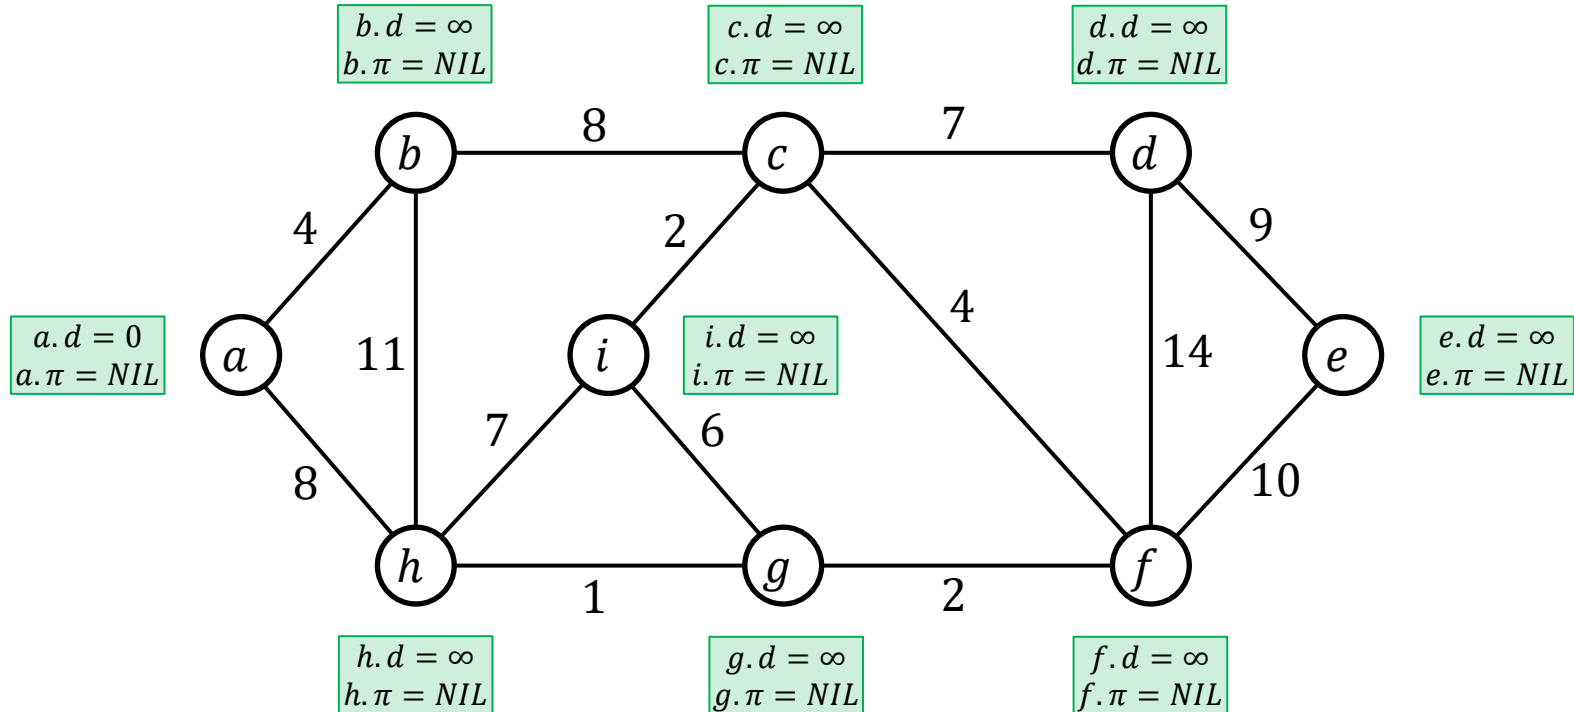 b.d = ∞
b.π = NIL
c.d = ∞
c.π = NIL
d.d = ∞
d.π = NIL
8
7
b
c
d
4
2
9
a.d = 0
a.π = NIL
a
11
i
i.d = ∞
i.π = NIL
4
14
e
e.d = ∞
e.π = NIL
8
7
6
10
h
g
f
1
2
h.d = ∞
h.π = NIL
g.d = ∞
g.π = NIL
f.d = ∞
f.π = NIL